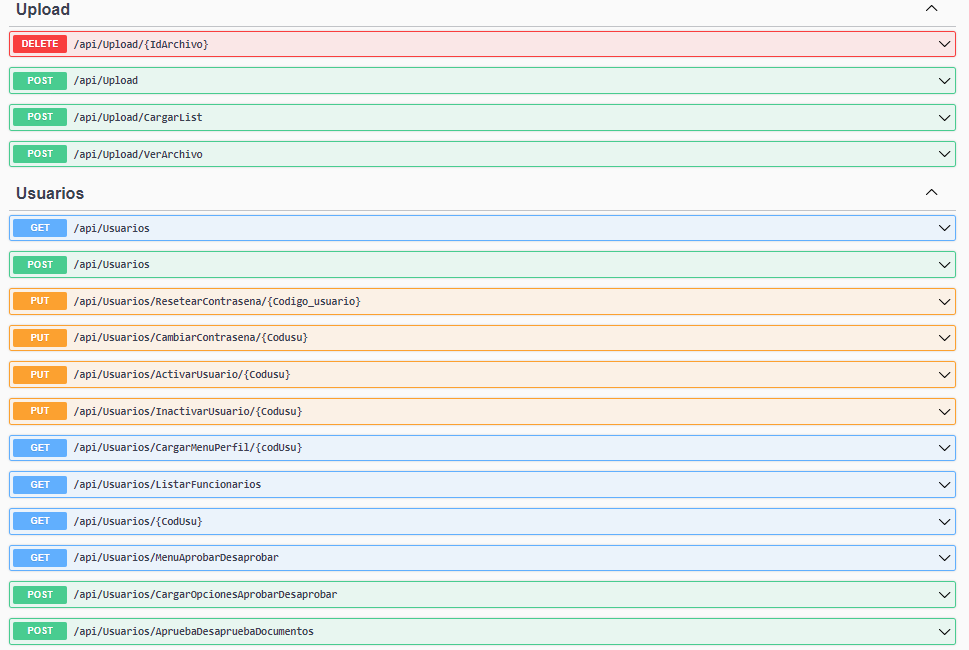 Upload
DELETE /api/Upload/{IdArchivo}
POST /api/Upload
POST /api/Upload/CargarList
POST /api/Upload/VerArchivo
Usuarios
GET /api/Usuarios
POST /api/Usuarios
PUT /api/Usuarios/ResetearContrasena/{Codigo_usuario}
PUT /api/Usuarios/CambiarContrasena/{Codusu}
PUT /api/Usuarios/ActivarUsuario/{Codusu}
PUT /api/Usuarios/InactivarUsuario/{Codusu}
GET /api/Usuarios/CargarMenuPerfil/{codUsu}
GET /api/Usuarios/ListarFuncionarios
GET /api/Usuarios/{CodUsu}
GET /api/Usuarios/MenuAprobarDesaprobar
POST /api/Usuarios/CargarOpcionesAprobarDesaprobar
POST /api/Usuarios/ApruebaDesapruebaDocumentos